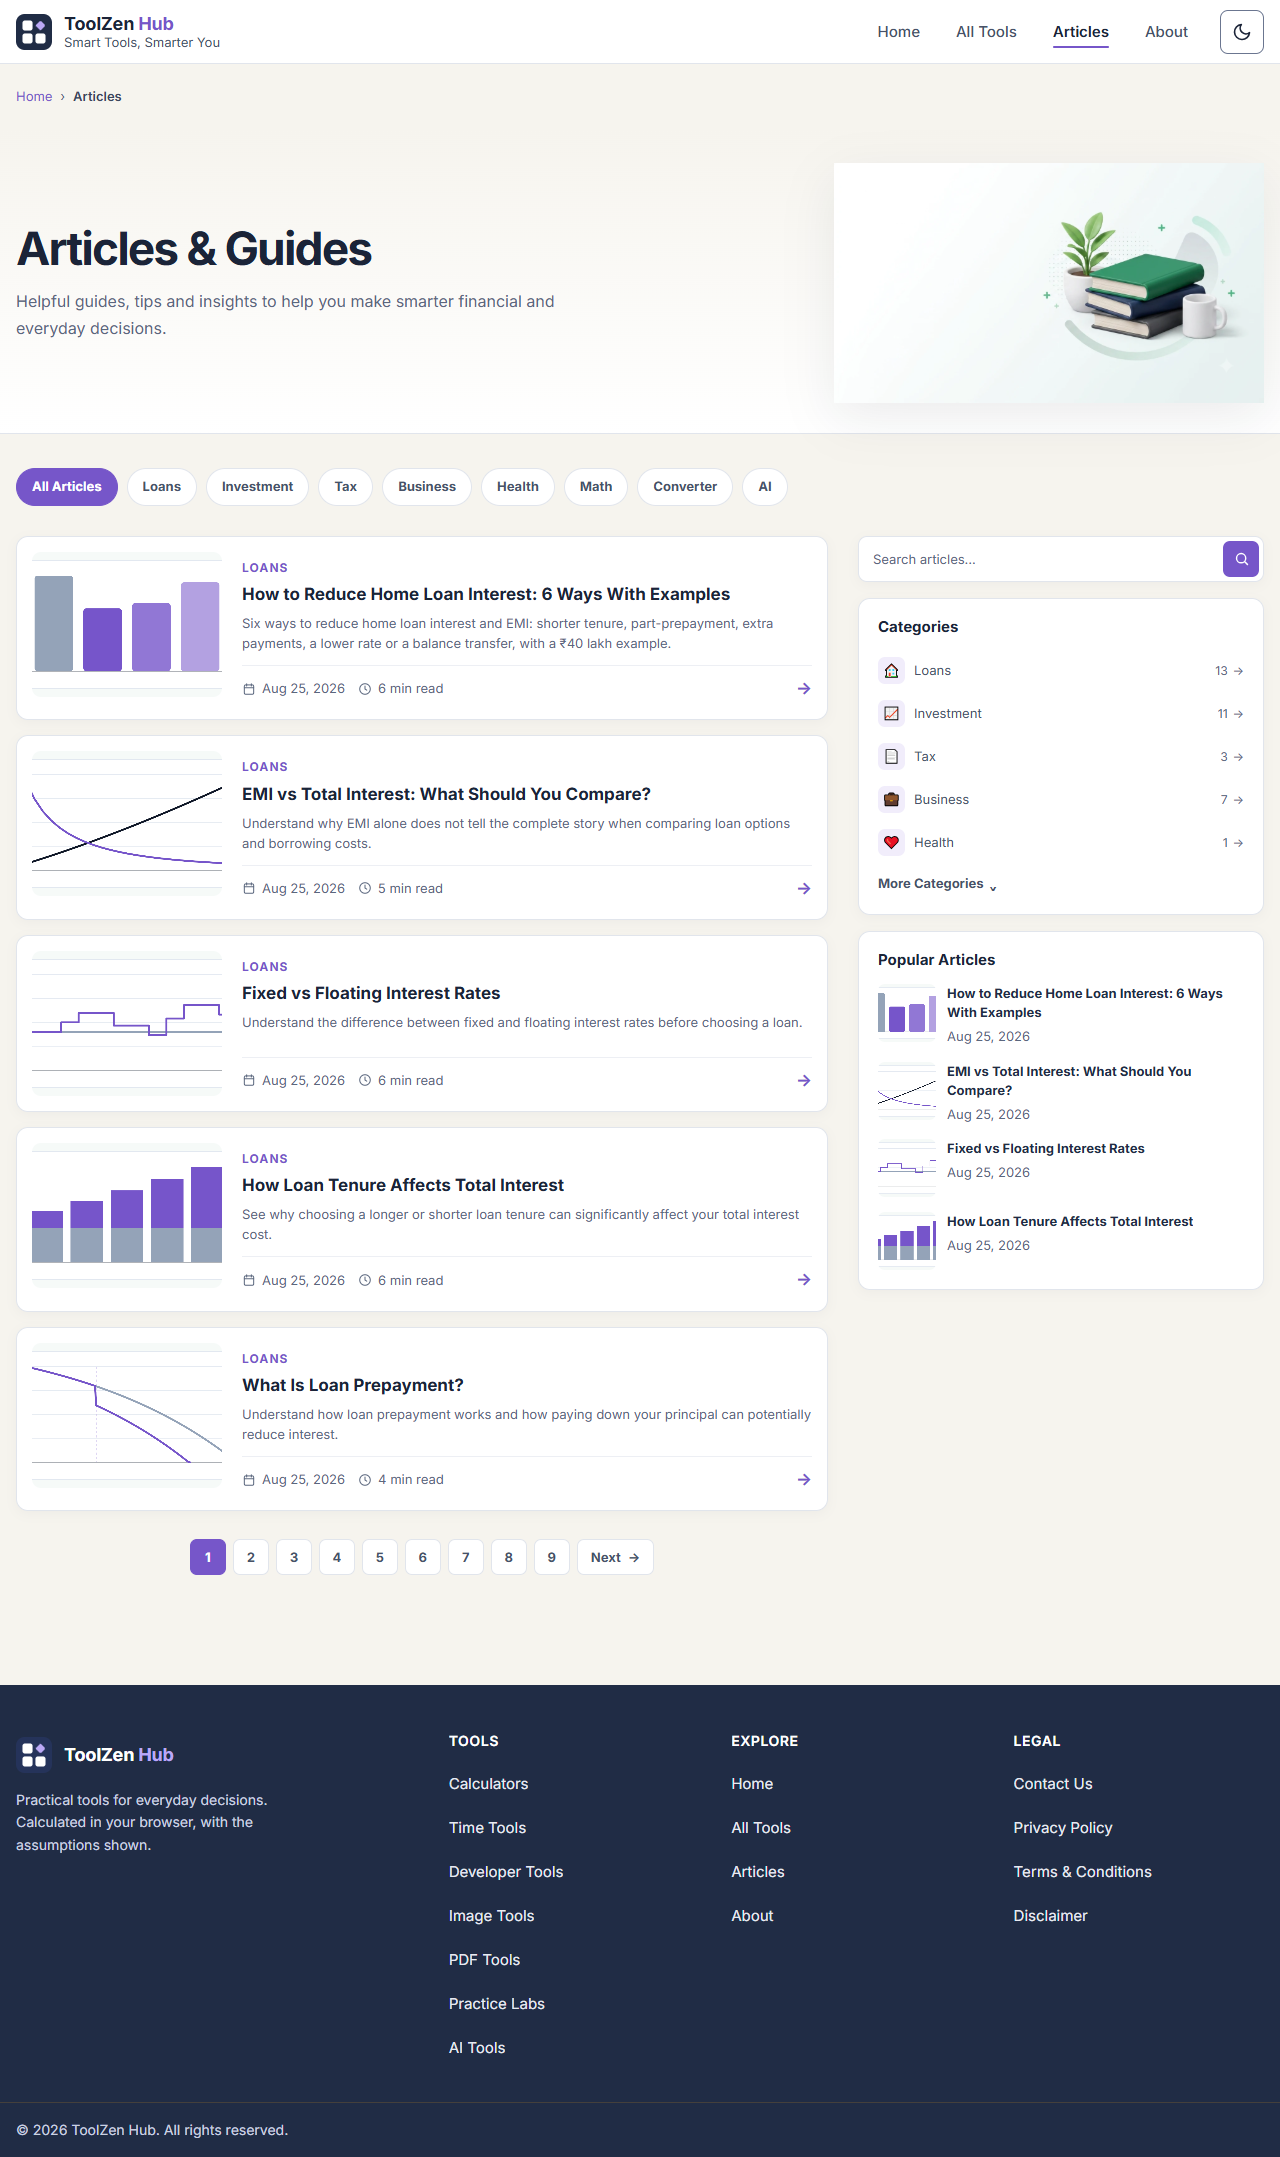 ToolZen Hub
Smart Tools, Smarter You
Home
All Tools
Articles
About
Home › Articles
Articles & Guides
Helpful guides, tips and insights to help you make smarter financial and
everyday decisions.
All Articles
Loans
Investment
Tax
Business
Health
Math
Converter
AI
LOANS
How to Reduce Home Loan Interest: 6 Ways With Examples
Six ways to reduce home loan interest and EMI: shorter tenure, part-prepayment, extra
payments, a lower rate or a balance transfer, with a ₹40 lakh example.
Aug 25, 2026
6 min read
LOANS
EMI vs Total Interest: What Should You Compare?
Understand why EMI alone does not tell the complete story when comparing loan options
and borrowing costs.
Aug 25, 2026
5 min read
LOANS
Fixed vs Floating Interest Rates
Understand the difference between fixed and floating interest rates before choosing a loan.
Aug 25, 2026
6 min read
LOANS
How Loan Tenure Affects Total Interest
See why choosing a longer or shorter loan tenure can significantly affect your total interest
cost.
Aug 25, 2026
6 min read
LOANS
What Is Loan Prepayment?
Understand how loan prepayment works and how paying down your principal can potentially
reduce interest.
Aug 25, 2026
4 min read
1
2
3
4
5
6
7
8
9
Next →
Search articles...
Categories
Loans 13 →
Investment 11 →
Tax 3 →
Business 7 →
Health 1 →
More Categories
Popular Articles
How to Reduce Home Loan Interest: 6 Ways
With Examples
Aug 25, 2026
EMI vs Total Interest: What Should You
Compare?
Aug 25, 2026
Fixed vs Floating Interest Rates
Aug 25, 2026
How Loan Tenure Affects Total Interest
Aug 25, 2026
ToolZen Hub
Practical tools for everyday decisions.
Calculated in your browser, with the
assumptions shown.
TOOLS
Calculators
Time Tools
Developer Tools
Image Tools
PDF Tools
Practice Labs
AI Tools
EXPLORE
Home
All Tools
Articles
About
LEGAL
Contact Us
Privacy Policy
Terms & Conditions
Disclaimer
© 2026 ToolZen Hub. All rights reserved.